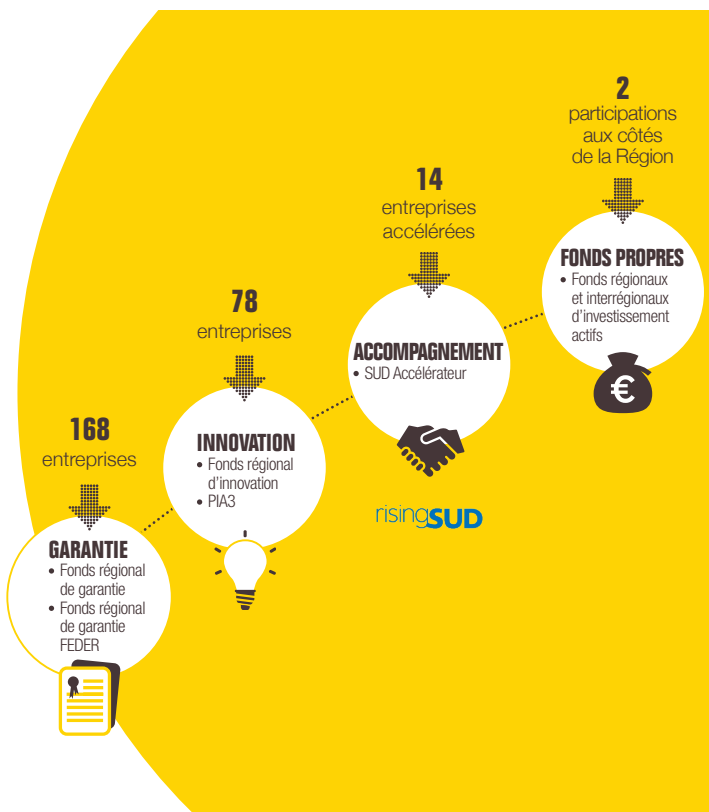 168
entreprises
GARANTIE
• Fonds régional
de garantie
• Fonds régional
de garantie
FEDER
78
entreprises
INNOVATION
• Fonds régional
d'innovation
• PIA3
14
entreprises
accélérées
ACCOMPAGNEMENT
• SUD Accélérateur
risingSUD
2
participations
aux côtés
de la Région
FONDS PROPRES
• Fonds régionaux
et interrégionaux
d'investissement
actifs
€